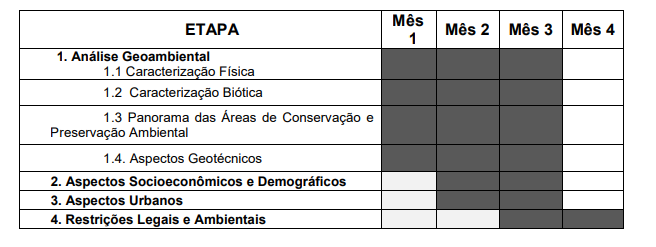 ETAPA Mês 1 Mês 2 Mês 3 Mês 4
1. Análise Geoambiental
1.1 Caracterização Física
1.2 Caracterização Biótica
1.3 Panorama das Áreas de Conservação e
Preservação Ambiental
1.4. Aspectos Geotécnicos
2. Aspectos Socioeconômicos e Demográficos
3. Aspectos Urbanos
4. Restrições Legais e Ambientais